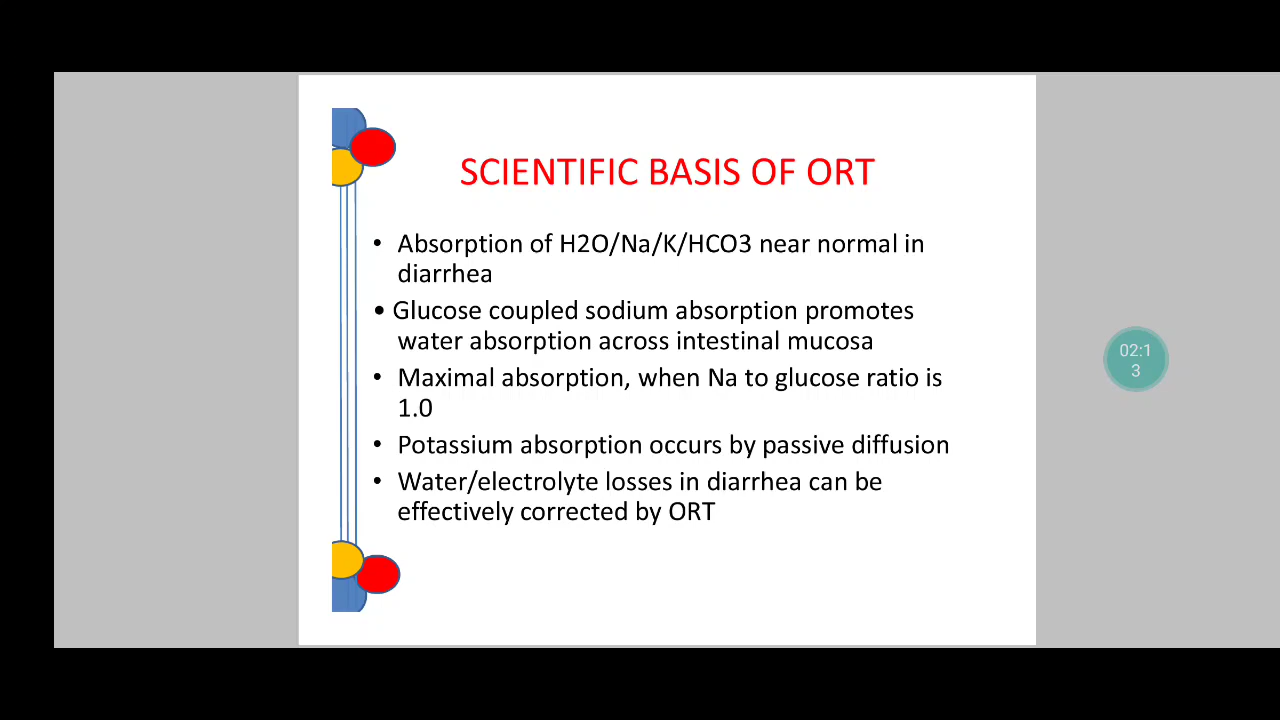 SCIENTIFIC BASIS OF ORT
• Absorption of H2O/Na/K/HCO3 near normal in
diarrhea
• Glucose coupled sodium absorption promotes
water absorption across intestinal mucosa
• Maximal absorption, when Na to glucose ratio is
1.0
• Potassium absorption occurs by passive diffusion
• Water/electrolyte losses in diarrhea can be
effectively corrected by ORT
02:1
3